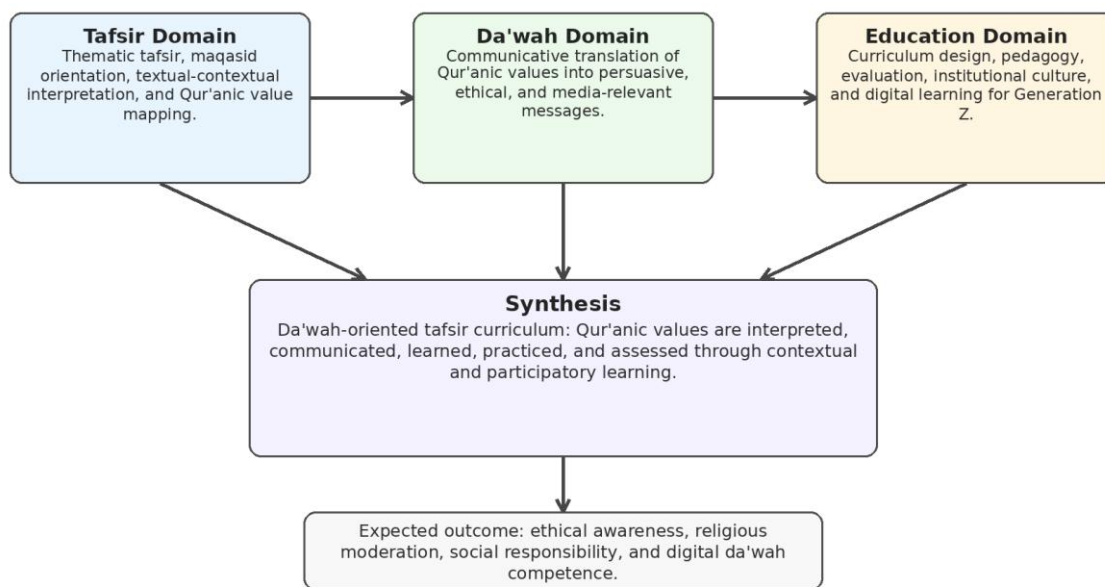 Tafsir Domain
Thematic tafsir, maqasid
orientation, textual-contextual
interpretation, and Qur'anic value
mapping.
Da'wah Domain
Communicative translation of
Qur'anic values into persuasive,
ethical, and media-relevant
messages.
Education Domain
Curriculum design, pedagogy,
evaluation, institutional culture,
and digital learning for Generation
Z.
Synthesis
Da'wah-oriented tafsir curriculum: Qur'anic values are interpreted,
communicated, learned, practiced, and assessed through contextual
and participatory learning.
Expected outcome: ethical awareness, religious
moderation, social responsibility, and digital da'wah
competence.